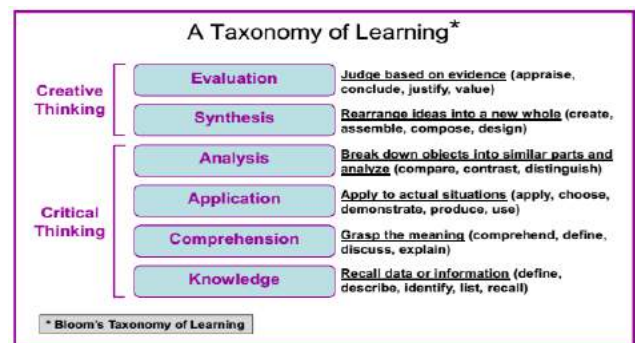 A Taxonomy of Learning*
Creative
Thinking
Evaluation
Judge based on evidence (appraise,
conclude, justify, value)
Synthesis
Rearrange ideas into a new whole (create,
assemble, compose, design)
Critical
Thinking
Analysis
Break down objects into similar parts and
analyze (compare, contrast, distinguish)
Application
Apply to actual situations (apply, choose,
demonstrate, produce, use)
Comprehension
Grasp the meaning (comprehend, define,
discuss, explain)
Knowledge
Recall data or information (define,
describe, identify, list, recall)
* Bloom's Taxonomy of Learning